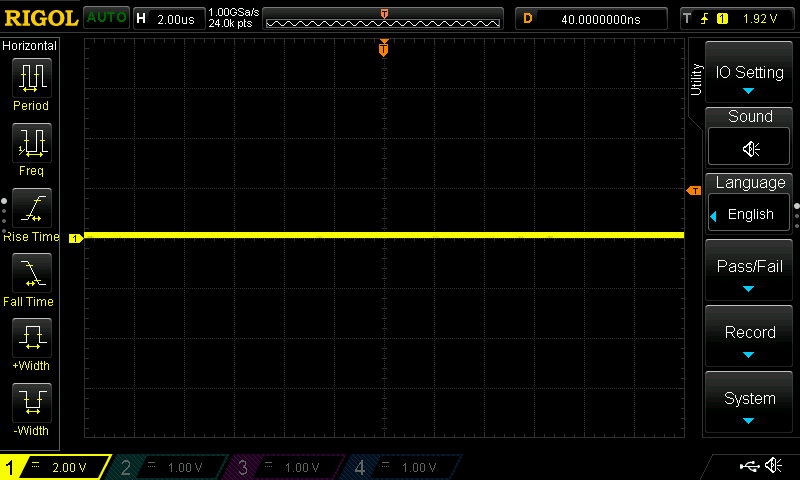 RIGOL AUTO H 2.00us 1.00GSa/s 24.0k pts T D 40.0000000ns T 1 1.92 V
Horizontal
Period
Freq
Rise Time
Fall Time
+Width
-Width
T
T
1
Utility
IO Setting
Sound
Language
English
Pass/Fail
Record
System
1 2.00 V 2 1.00 V 3 1.00 V 4 1.00 V